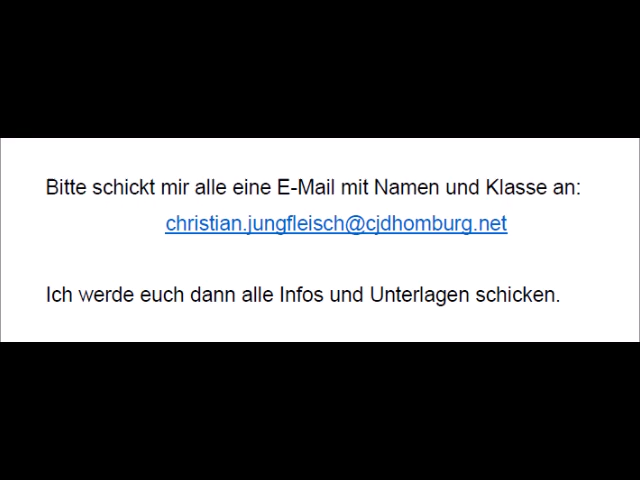 Bitte schickt mir alle eine E-Mail mit Namen und Klasse an:
christian.jungfleisch@cjdhomburg.net
Ich werde euch dann alle Infos und Unterlagen schicken.